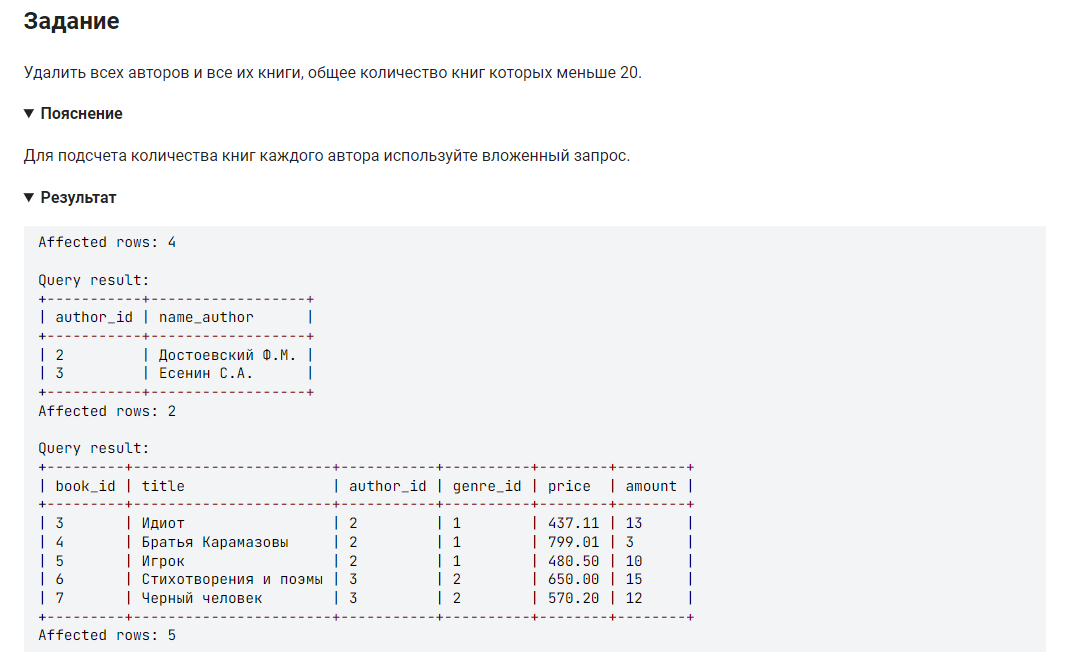 Задание
Удалить всех авторов и все их книги, общее количество книг которых меньше 20.
▼ Пояснение
Для подсчета количества книг каждого автора используйте вложенный запрос.
▼ Результат
Affected rows: 4
Query result:
+-----------+------------------+
| author_id | name_author      |
+-----------+------------------+
| 2         | Достоевский Ф.М. |
| 3         | Есенин С.А.      |
+-----------+------------------+
Affected rows: 2
Query result:
+---------+-----------------------+-----------+----------+--------+--------+
| book_id | title                 | author_id | genre_id | price  | amount |
+---------+-----------------------+-----------+----------+--------+--------+
| 3       | Идиот                 | 2         | 1        | 437.11 | 13     |
| 4       | Братья Карамазовы     | 2         | 1        | 799.01 | 3      |
| 5       | Игрок                 | 2         | 1        | 480.50 | 10     |
| 6       | Стихотворения и поэмы | 3         | 2        | 650.00 | 15     |
| 7       | Черный человек        | 3         | 2        | 570.20 | 12     |
+---------+-----------------------+-----------+----------+--------+--------+
Affected rows: 5